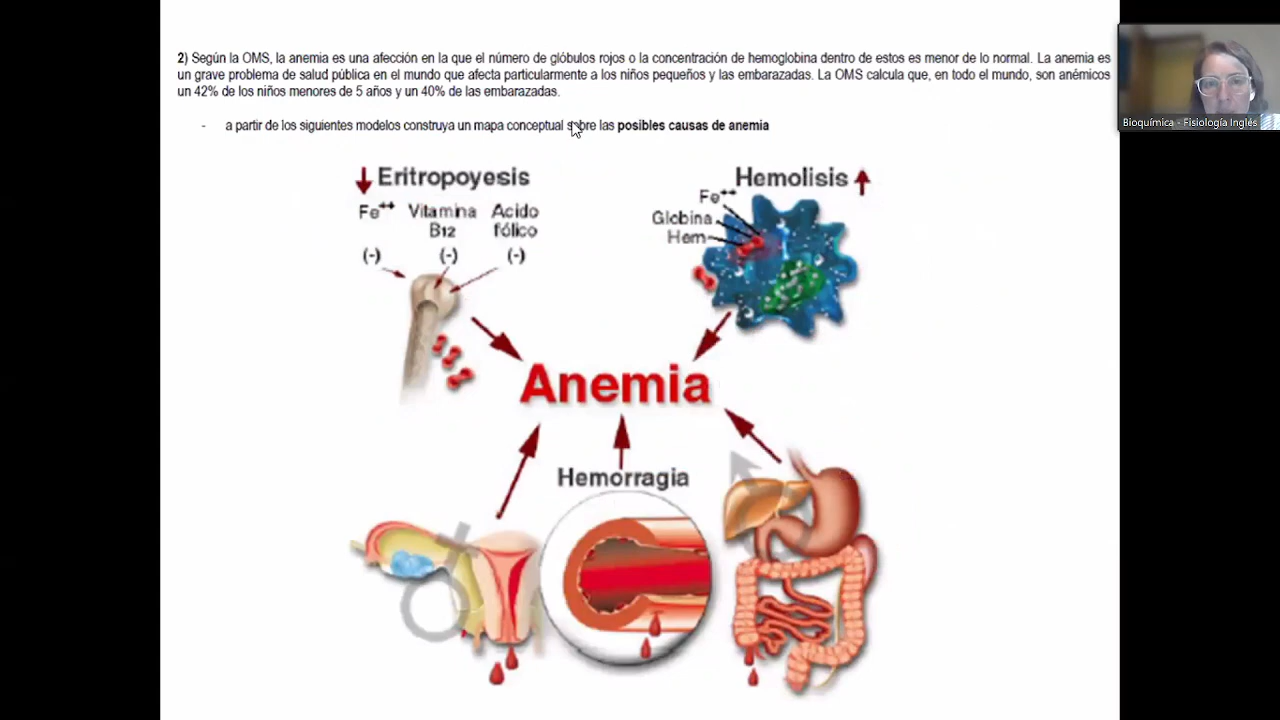 2) Según la OMS, la anemia es una afección en la que el número de glóbulos rojos o la concentración de hemoglobina dentro de estos es menor de lo normal. La anemia es
un grave problema de salud pública en el mundo que afecta particularmente a los niños pequeños y las embarazadas. La OMS calcula que, en todo el mundo, son anémicos
un 42% de los niños menores de 5 años y un 40% de las embarazadas.
- a partir de los siguientes modelos construya un mapa conceptual sobre las posibles causas de anemia
Bioquímica - Fisiología Inglés
Eritropoyesis
Fe++ Vitamina B12 Acido fólico
(-) (-) (-)
Hemolisis
Fe++
Globina
Hem
Anemia
Hemorragia